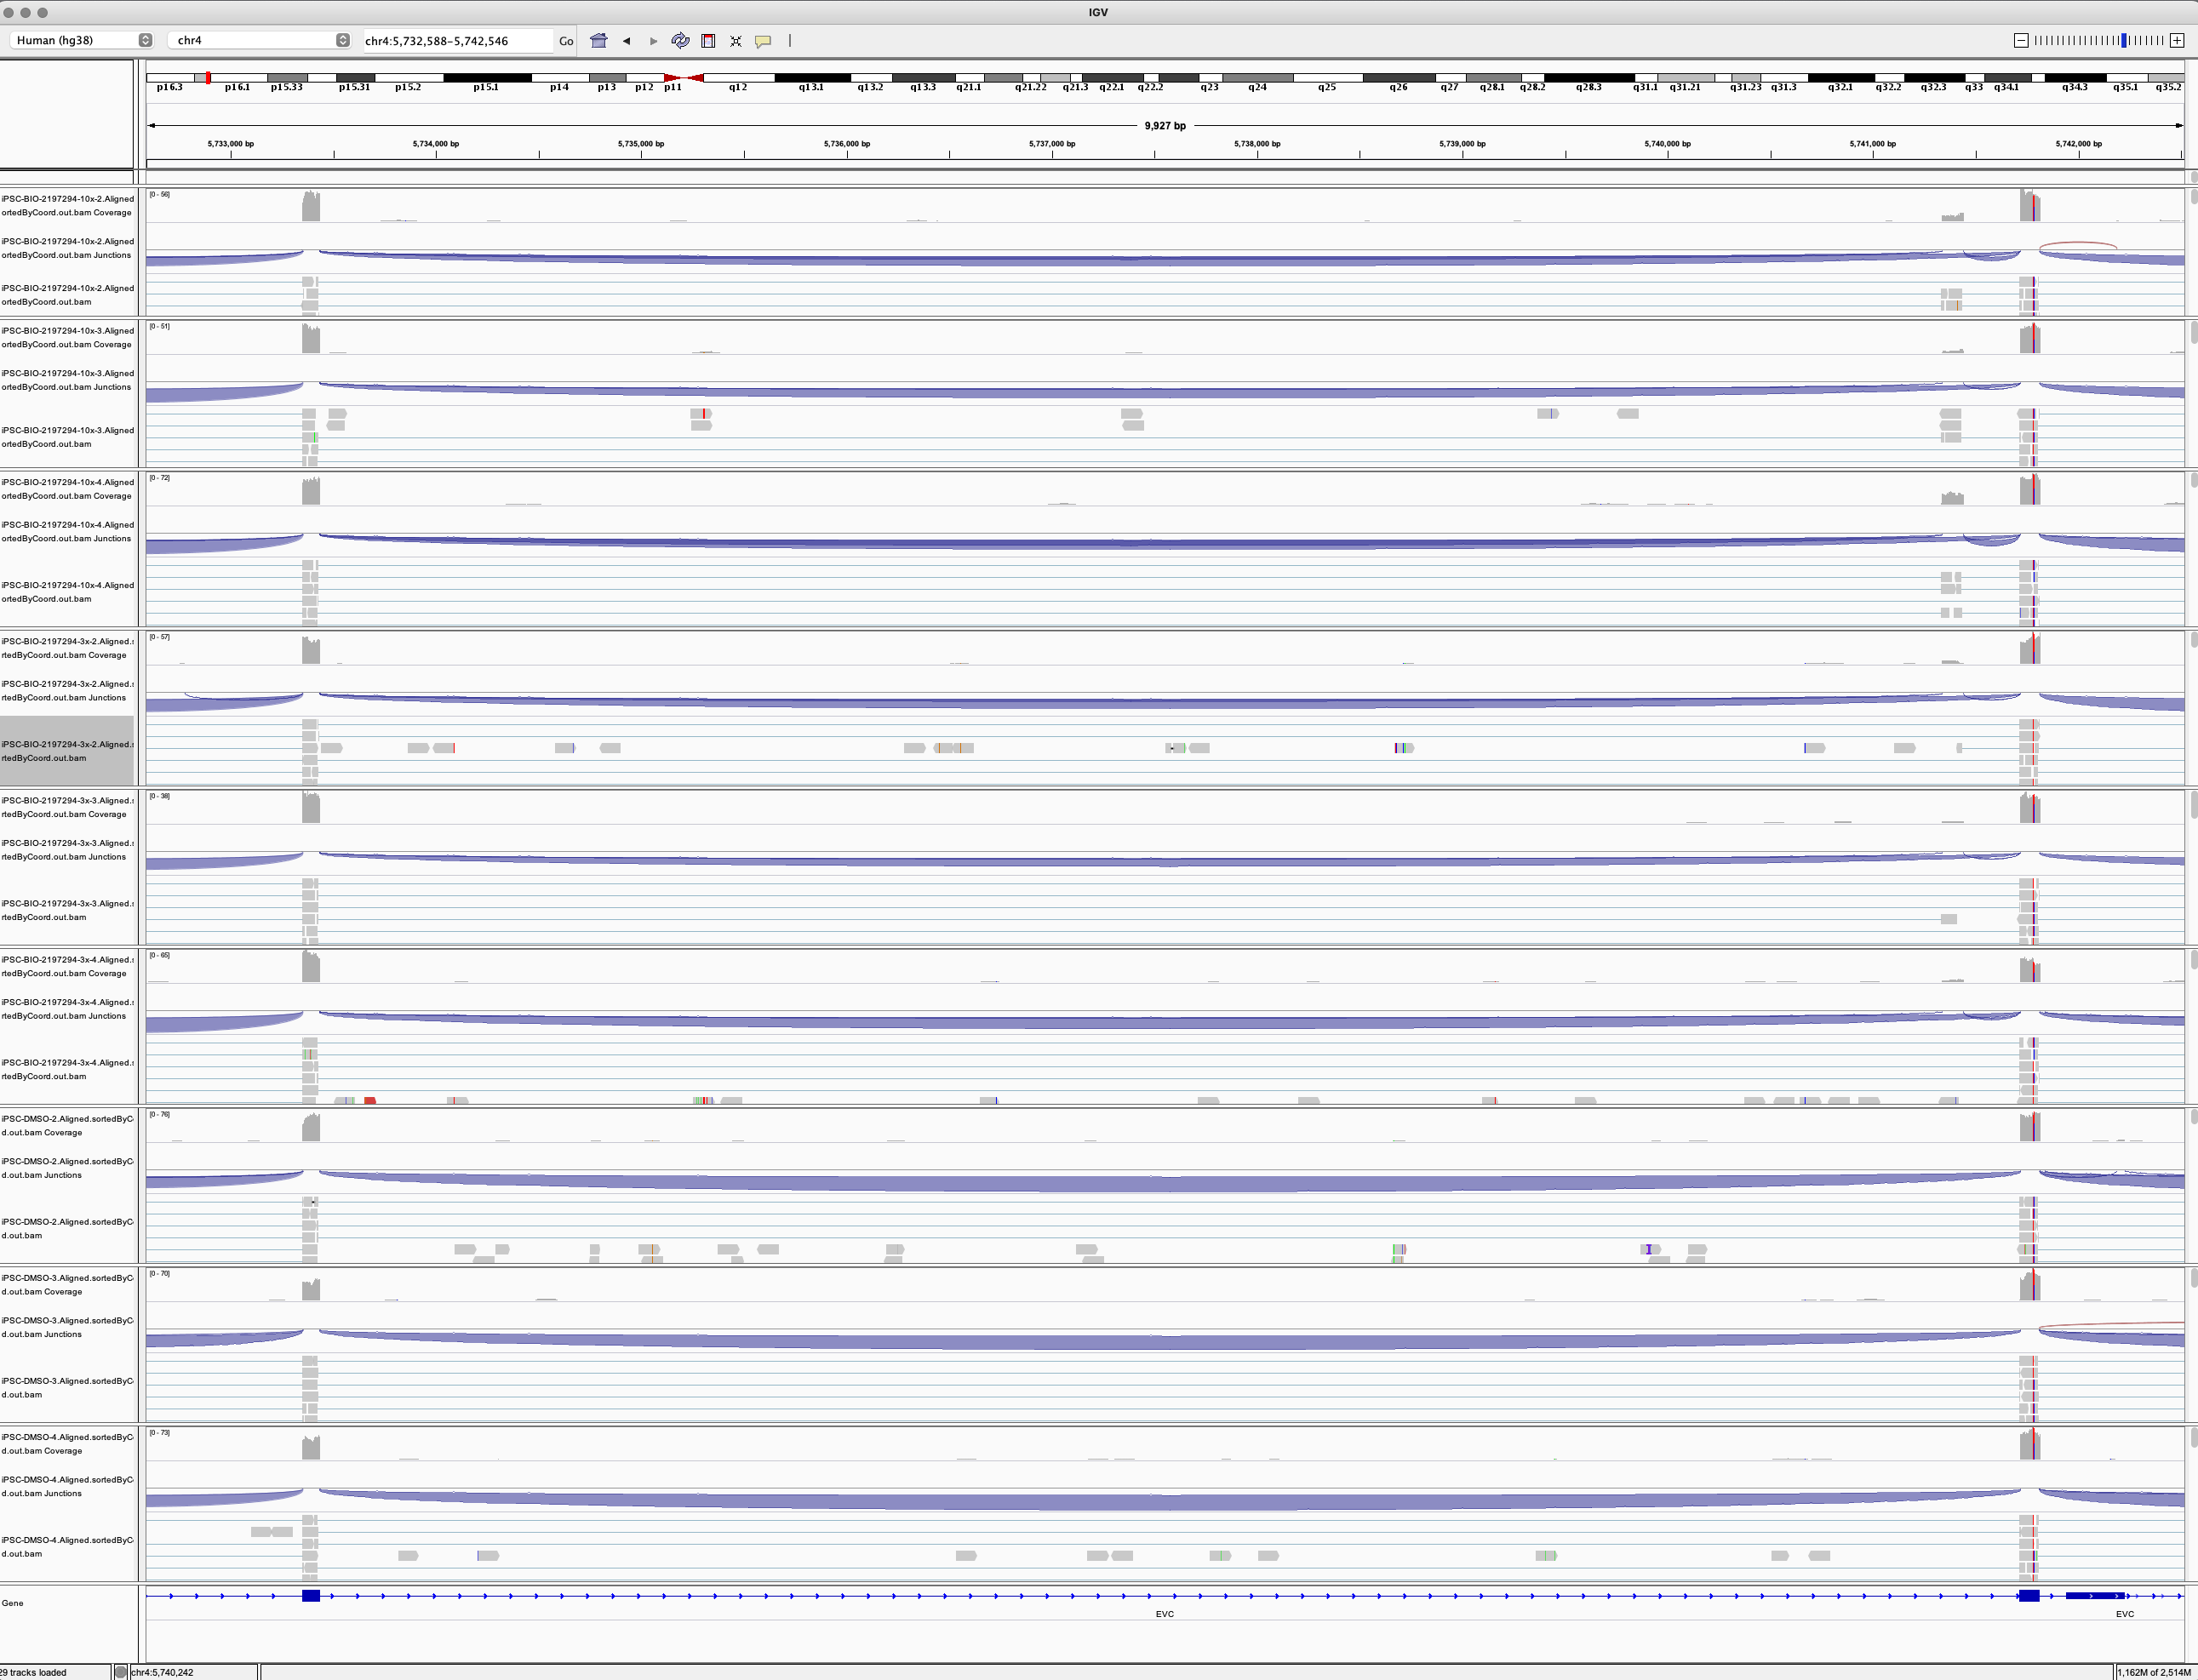 IGV
Human (hg38) chr4 chr4:5,732,588-5,742,546 Go
p16.3 p16.1 p15.33 p15.31 p15.2 p15.1 p14 p13 p12 p11 q12 q13.1 q13.2 q13.3 q21.1 q21.22 q21.3 q22.1 q22.2 q23 q24 q25 q26 q27 q28.1 q28.2 q28.3 q31.1 q31.21 q31.23 q31.3 q32.1 q32.2 q32.3 q33 q34.1 q34.3 q35.1 q35.2
9,927 bp
5,733,000 bp 5,734,000 bp 5,735,000 bp 5,736,000 bp 5,737,000 bp 5,738,000 bp 5,739,000 bp 5,740,000 bp 5,741,000 bp 5,742,000 bp
iPSC-BIO-2197294-10x-2.Aligned [0 - 56]
ortedByCoord.out.bam Coverage
iPSC-BIO-2197294-10x-2.Aligned
ortedByCoord.out.bam Junctions
iPSC-BIO-2197294-10x-2.Aligned
ortedByCoord.out.bam
iPSC-BIO-2197294-10x-3.Aligned [0 - 51]
ortedByCoord.out.bam Coverage
iPSC-BIO-2197294-10x-3.Aligned
ortedByCoord.out.bam Junctions
iPSC-BIO-2197294-10x-3.Aligned
ortedByCoord.out.bam
iPSC-BIO-2197294-10x-4.Aligned [0 - 72]
ortedByCoord.out.bam Coverage
iPSC-BIO-2197294-10x-4.Aligned
ortedByCoord.out.bam Junctions
iPSC-BIO-2197294-10x-4.Aligned
ortedByCoord.out.bam
iPSC-BIO-2197294-3x-2.Aligned.s [0 - 57]
rtedByCoord.out.bam Coverage
iPSC-BIO-2197294-3x-2.Aligned.s
rtedByCoord.out.bam Junctions
iPSC-BIO-2197294-3x-2.Aligned.s
rtedByCoord.out.bam
iPSC-BIO-2197294-3x-3.Aligned.s [0 - 38]
rtedByCoord.out.bam Coverage
iPSC-BIO-2197294-3x-3.Aligned.s
rtedByCoord.out.bam Junctions
iPSC-BIO-2197294-3x-3.Aligned.s
rtedByCoord.out.bam
iPSC-BIO-2197294-3x-4.Aligned.s [0 - 65]
rtedByCoord.out.bam Coverage
iPSC-BIO-2197294-3x-4.Aligned.s
rtedByCoord.out.bam Junctions
iPSC-BIO-2197294-3x-4.Aligned.s
rtedByCoord.out.bam
iPSC-DMSO-2.Aligned.sortedByC [0 - 76]
d.out.bam Coverage
iPSC-DMSO-2.Aligned.sortedByC
d.out.bam Junctions
iPSC-DMSO-2.Aligned.sortedByC
d.out.bam
iPSC-DMSO-3.Aligned.sortedByC [0 - 70]
d.out.bam Coverage
iPSC-DMSO-3.Aligned.sortedByC
d.out.bam Junctions
iPSC-DMSO-3.Aligned.sortedByC
d.out.bam
iPSC-DMSO-4.Aligned.sortedByC [0 - 73]
d.out.bam Coverage
iPSC-DMSO-4.Aligned.sortedByC
d.out.bam Junctions
iPSC-DMSO-4.Aligned.sortedByC
d.out.bam
Gene
EVC EVC
29 tracks loaded chr4:5,740,242 1,162M of 2,514M